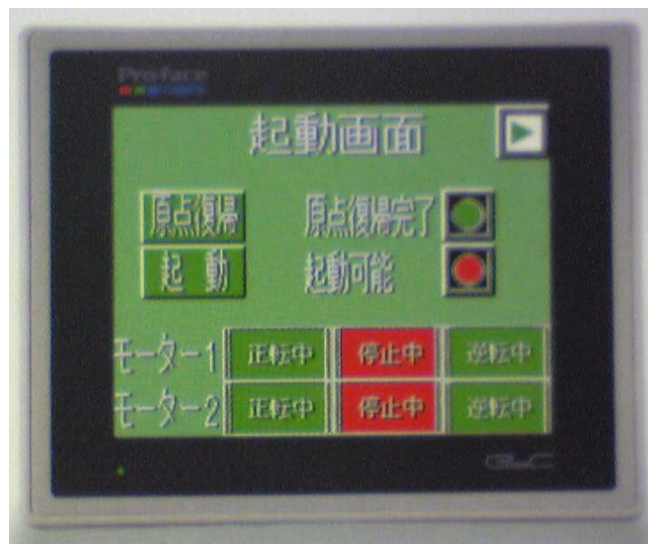 Pro-face
起動画面
原点復帰 原点復帰完了
起動 起動可能
モーター1 正転中 停止中 逆転中
モーター2 正転中 停止中 逆転中
GLC